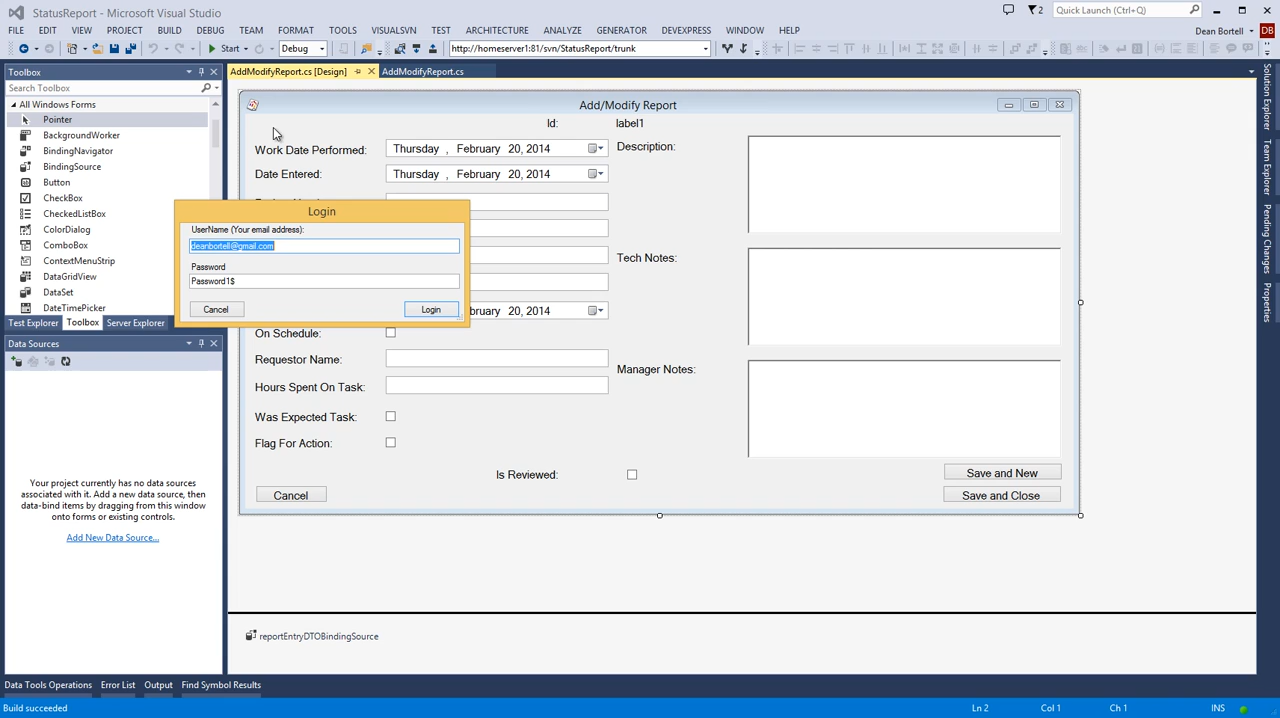 StatusReport - Microsoft Visual Studio
2
Quick Launch (Ctrl+Q)
FILE EDIT VIEW PROJECT BUILD DEBUG TEAM FORMAT TOOLS VISUALSVN TEST ARCHITECTURE ANALYZE GENERATOR DEVEXPRESS WINDOW HELP
Dean Bortell DB
Start Debug http://homeserver1:81/svn/StatusReport/trunk
Toolbox
AddModifyReport.cs [Design] AddModifyReport.cs
Search Toolbox
All Windows Forms
Pointer
BackgroundWorker
BindingNavigator
BindingSource
Button
CheckBox
CheckedListBox
ColorDialog
ComboBox
ContextMenuStrip
DataGridView
DataSet
DateTimePicker
Test Explorer Toolbox Server Explorer
Data Sources
Your project currently has no data sources
associated with it. Add a new data source, then
data-bind items by dragging from this window
onto forms or existing controls.
Add New Data Source...
Add/Modify Report
Id: label1
Work Date Performed: Thursday , February 20, 2014
Description:
Date Entered: Thursday , February 20, 2014
Login
UserName (Your email address):
deanbortell@gmail.com
Password
Password1$
Cancel Login
Tech Notes:
bruary 20, 2014
On Schedule:
Requestor Name:
Manager Notes:
Hours Spent On Task:
Was Expected Task:
Flag For Action:
Is Reviewed:
Save and New
Cancel
Save and Close
reportEntryDTOBindingSource
Solution Explorer
Team Explorer
Pending Changes
Properties
Data Tools Operations Error List Output Find Symbol Results
Build succeeded Ln 2 Col 1 Ch 1 INS